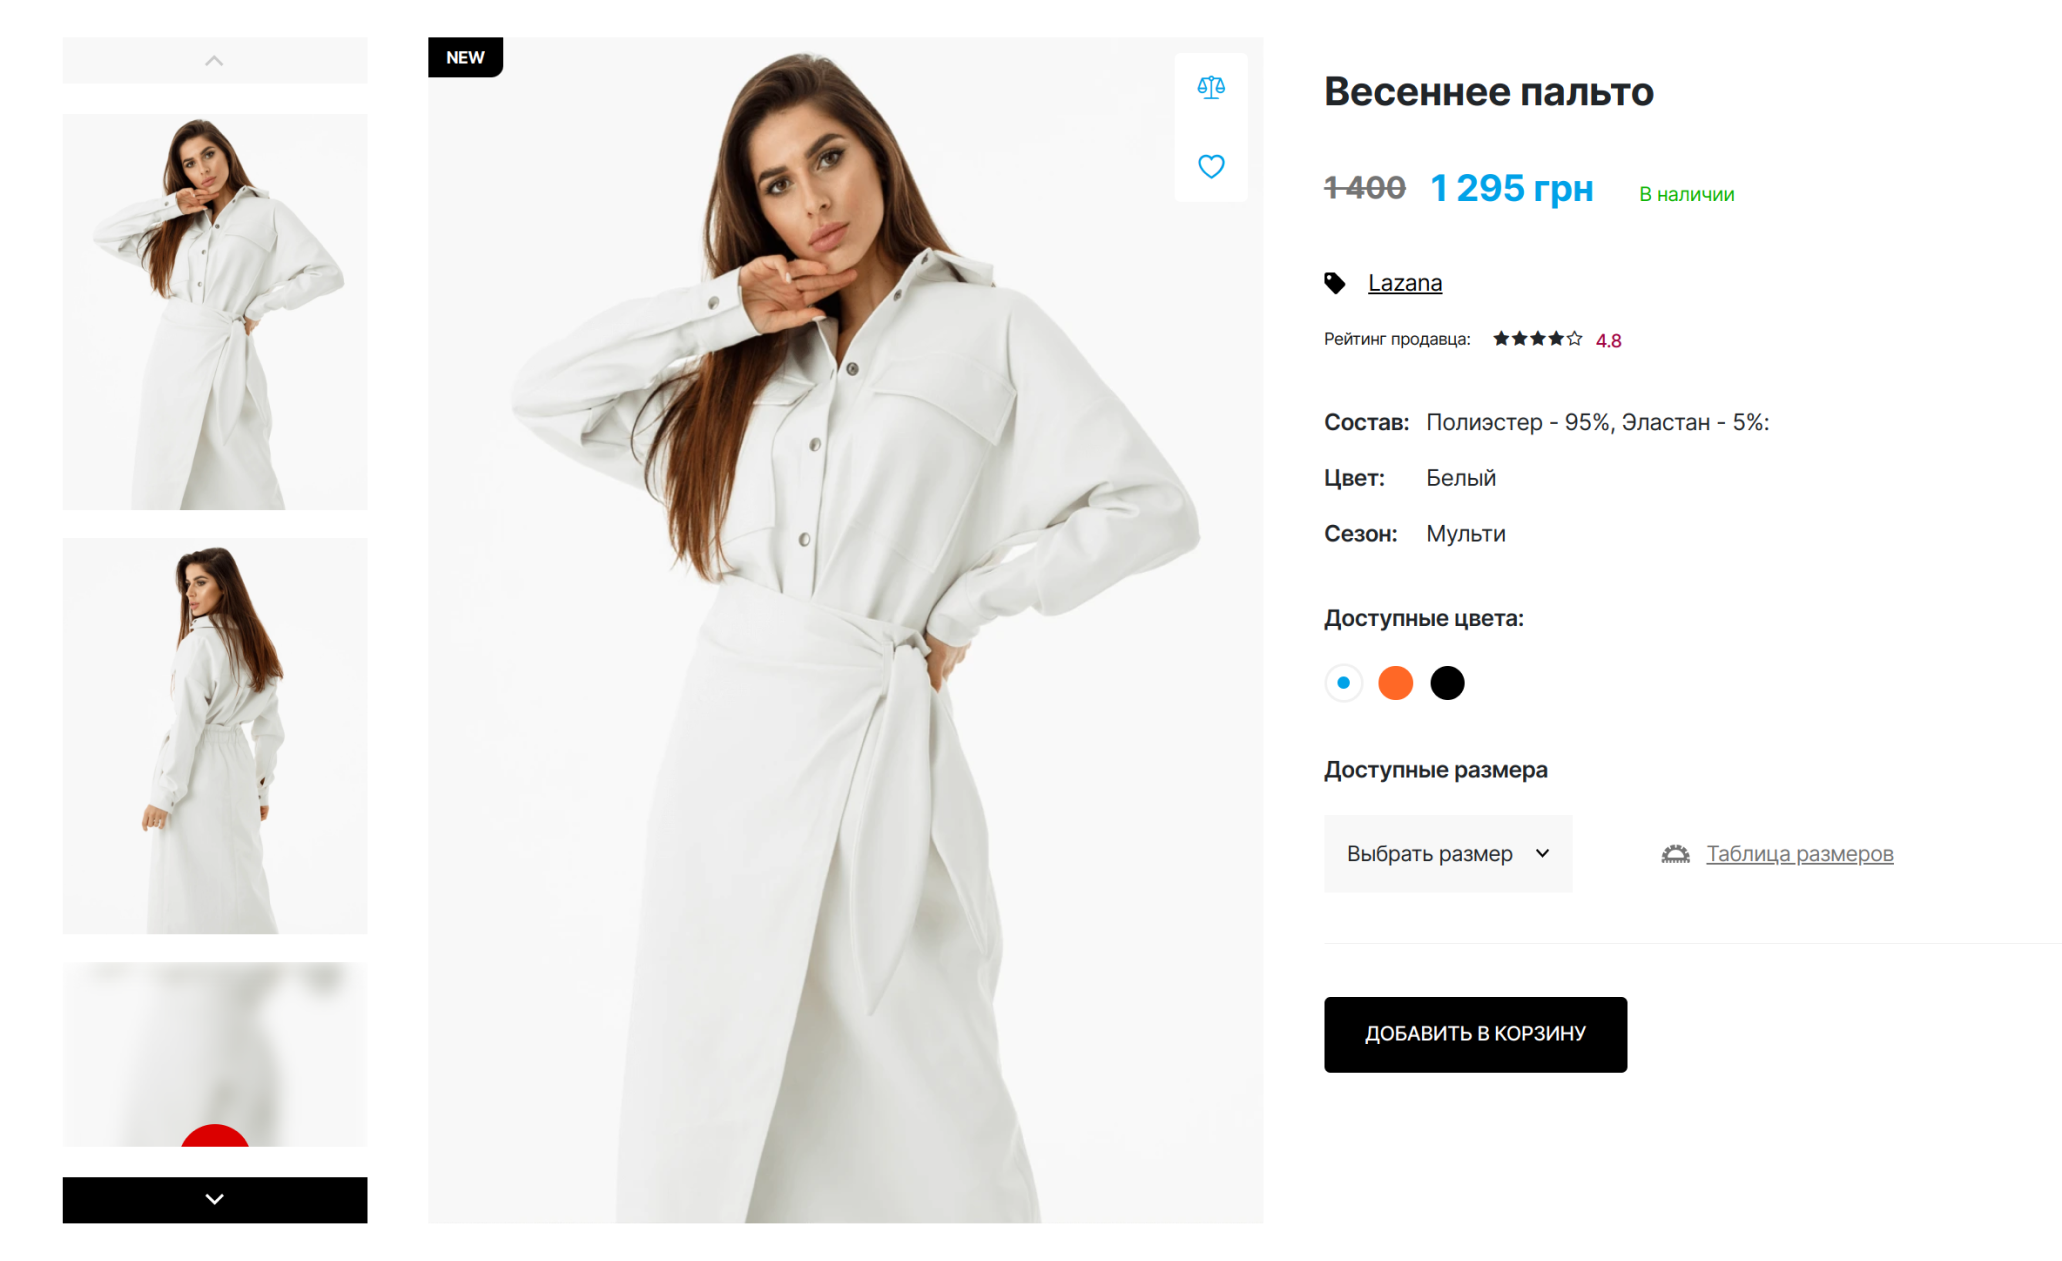 NEW
Весеннее пальто
1 400 1 295 грн В наличии
Lazana
Рейтинг продавца: 4.8
Состав: Полиэстер - 95%, Эластан - 5%:
Цвет: Белый
Сезон: Мульти
Доступные цвета:
Доступные размера
Выбрать размер Таблица размеров
ДОБАВИТЬ В КОРЗИНУ